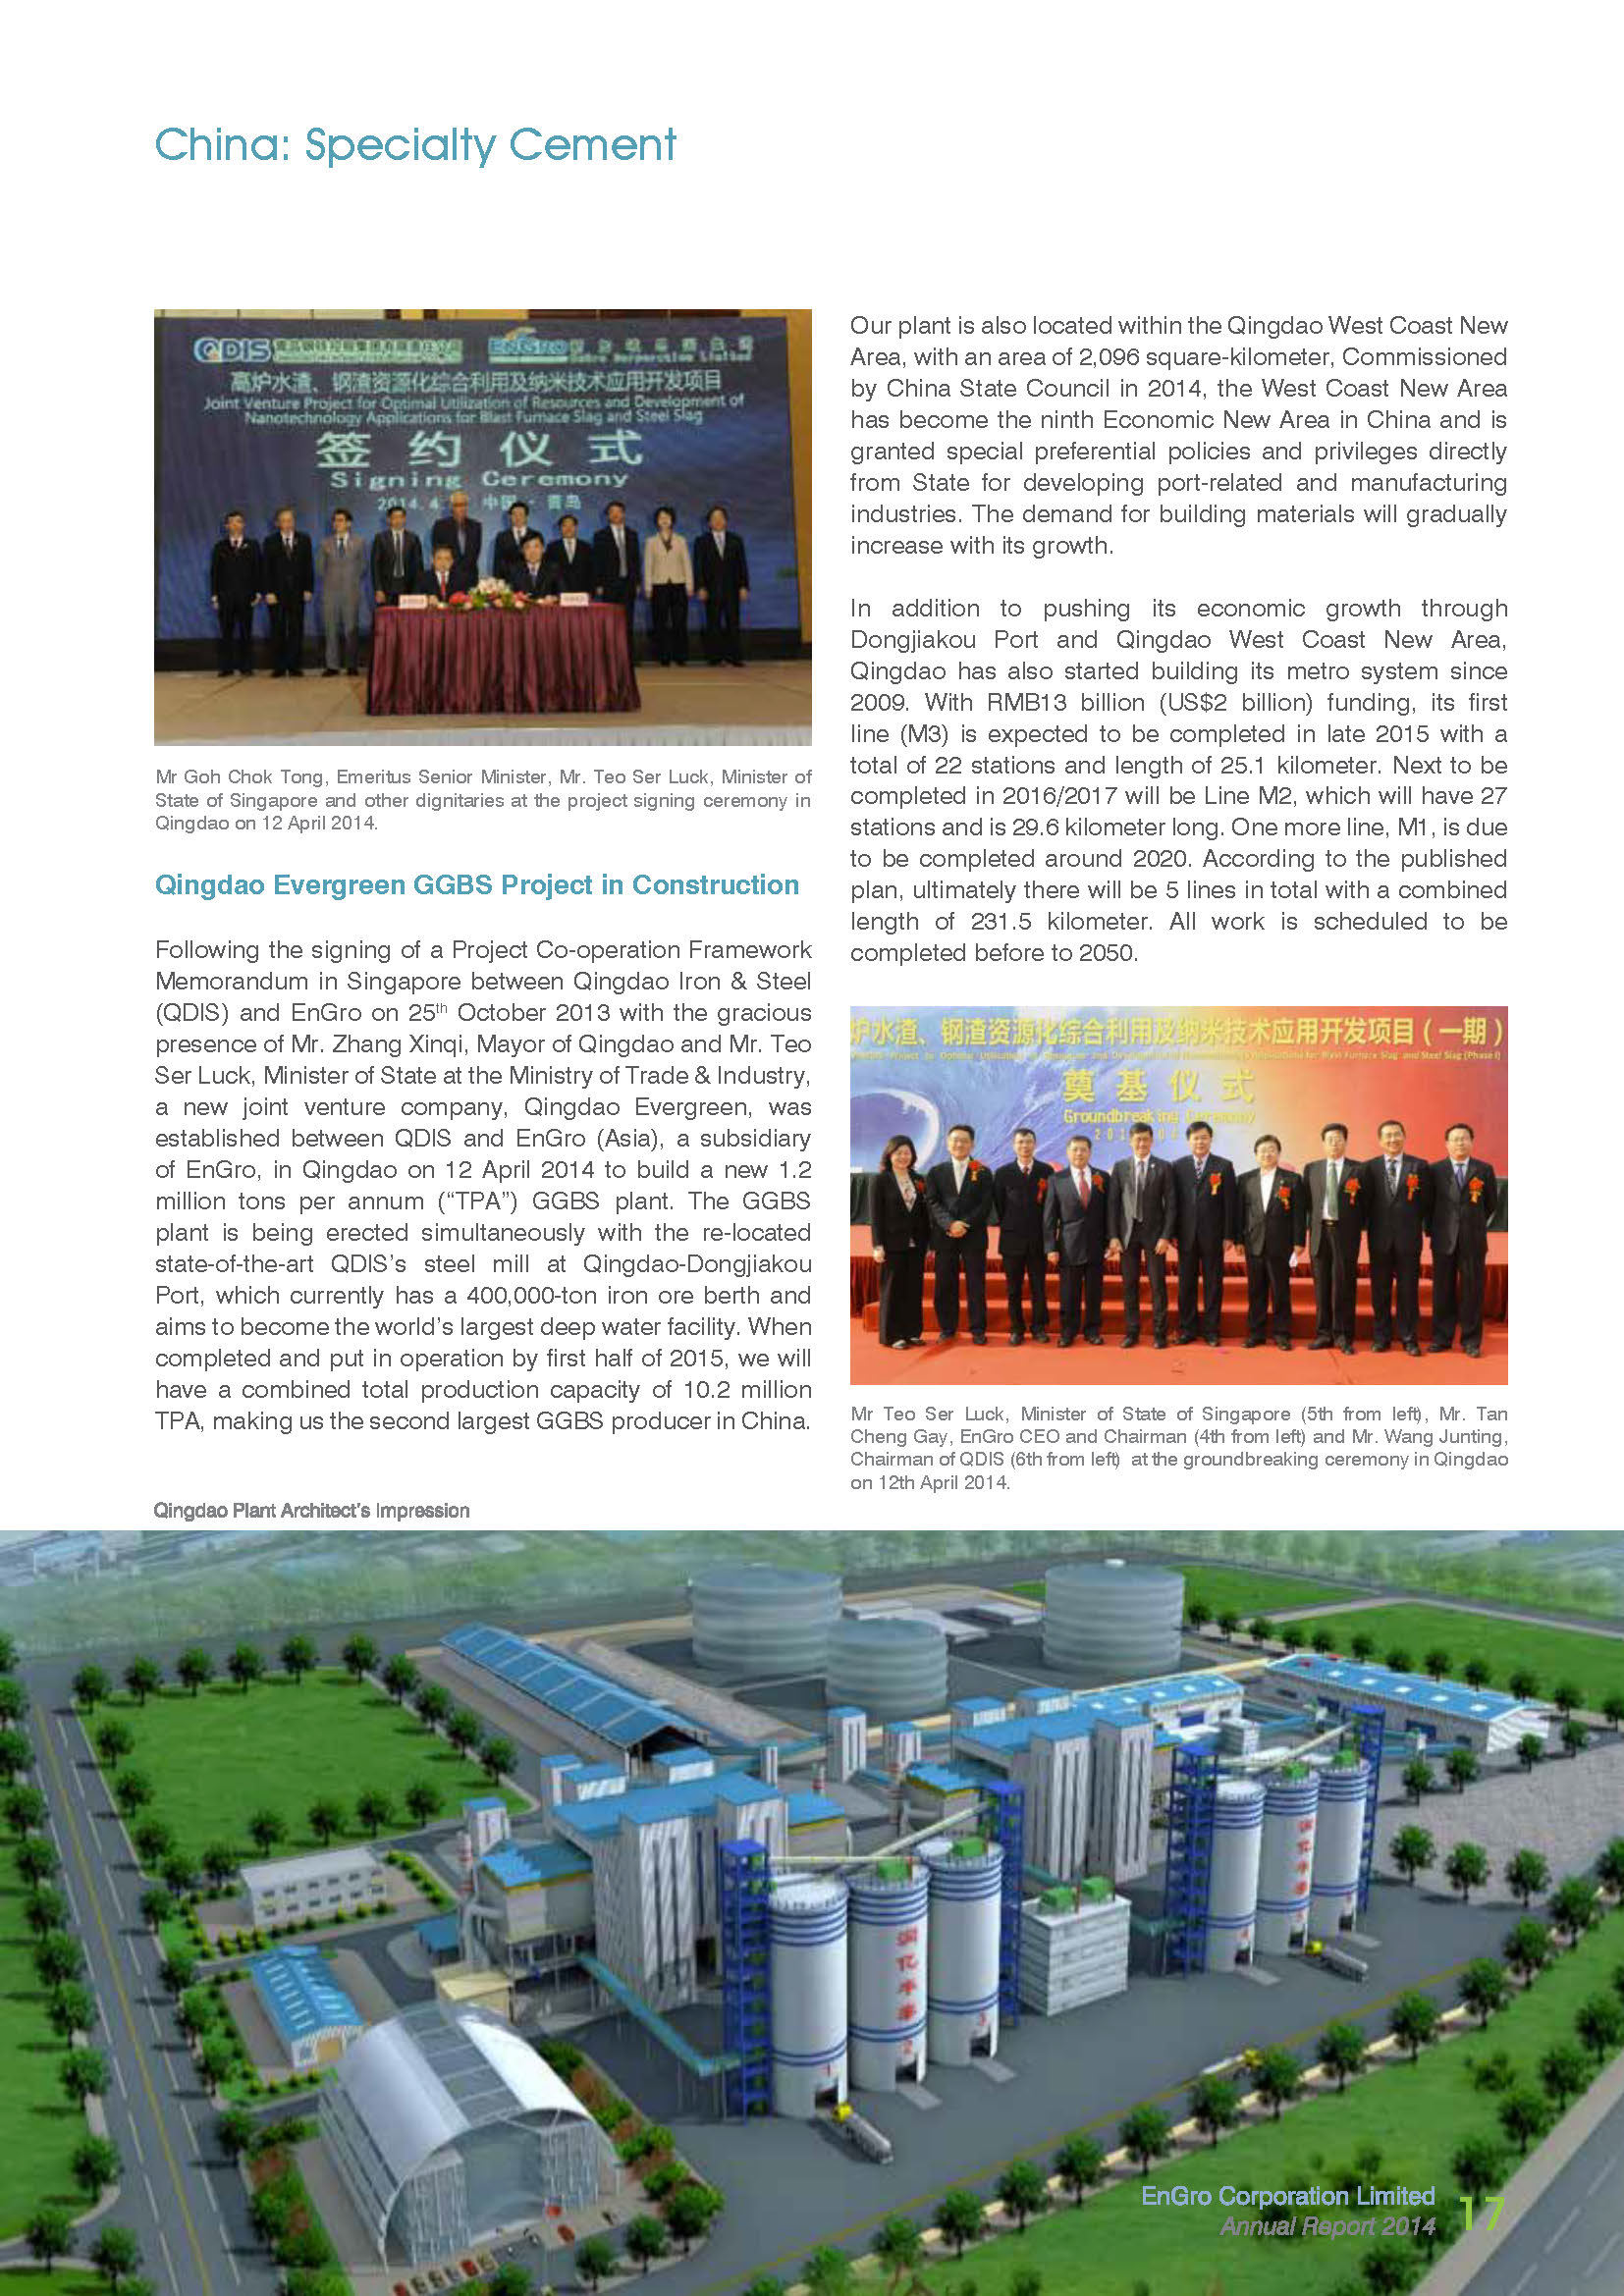 China: Specialty Cement
QDIS
EnGro
高炉水渣、钢渣资源化综合利用及纳米技术应用开发项目
Joint Venture Project for Optimal Utilization of Resources and Development of
Nanotechnology Applications for Blast Furnace Slag and Steel Slag
签约仪式
Signing Ceremony
2014.4. 中国·青岛
Mr Goh Chok Tong, Emeritus Senior Minister, Mr. Teo Ser Luck, Minister of
State of Singapore and other dignitaries at the project signing ceremony in
Qingdao on 12 April 2014.
Qingdao Evergreen GGBS Project in Construction
Following the signing of a Project Co-operation Framework
Memorandum in Singapore between Qingdao Iron & Steel
(QDIS) and EnGro on 25th October 2013 with the gracious
presence of Mr. Zhang Xinqi, Mayor of Qingdao and Mr. Teo
Ser Luck, Minister of State at the Ministry of Trade & Industry,
a new joint venture company, Qingdao Evergreen, was
established between QDIS and EnGro (Asia), a subsidiary
of EnGro, in Qingdao on 12 April 2014 to build a new 1.2
million tons per annum (“TPA”) GGBS plant. The GGBS
plant is being erected simultaneously with the re-located
state-of-the-art QDIS’s steel mill at Qingdao-Dongjiakou
Port, which currently has a 400,000-ton iron ore berth and
aims to become the world’s largest deep water facility. When
completed and put in operation by first half of 2015, we will
have a combined total production capacity of 10.2 million
TPA, making us the second largest GGBS producer in China.
Our plant is also located within the Qingdao West Coast New
Area, with an area of 2,096 square-kilometer, Commissioned
by China State Council in 2014, the West Coast New Area
has become the ninth Economic New Area in China and is
granted special preferential policies and privileges directly
from State for developing port-related and manufacturing
industries. The demand for building materials will gradually
increase with its growth.
In addition to pushing its economic growth through
Dongjiakou Port and Qingdao West Coast New Area,
Qingdao has also started building its metro system since
2009. With RMB13 billion (US$2 billion) funding, its first
line (M3) is expected to be completed in late 2015 with a
total of 22 stations and length of 25.1 kilometer. Next to be
completed in 2016/2017 will be Line M2, which will have 27
stations and is 29.6 kilometer long. One more line, M1, is due
to be completed around 2020. According to the published
plan, ultimately there will be 5 lines in total with a combined
length of 231.5 kilometer. All work is scheduled to be
completed before to 2050.
炉水渣、钢渣资源化综合利用及纳米技术应用开发项目（一期）
奠基仪式
Groundbreaking Ceremony
Mr Teo Ser Luck, Minister of State of Singapore (5th from left), Mr. Tan
Cheng Gay, EnGro CEO and Chairman (4th from left) and Mr. Wang Junting,
Chairman of QDIS (6th from left) at the groundbreaking ceremony in Qingdao
on 12th April 2014.
Qingdao Plant Architect’s Impression
1
2
3
EnGro Corporation Limited
Annual Report 2014
17